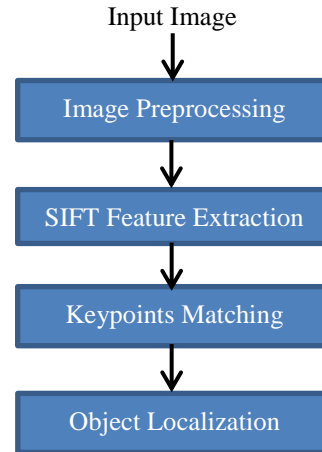 Input Image
Image Preprocessing
SIFT Feature Extraction
Keypoints Matching
Object Localization